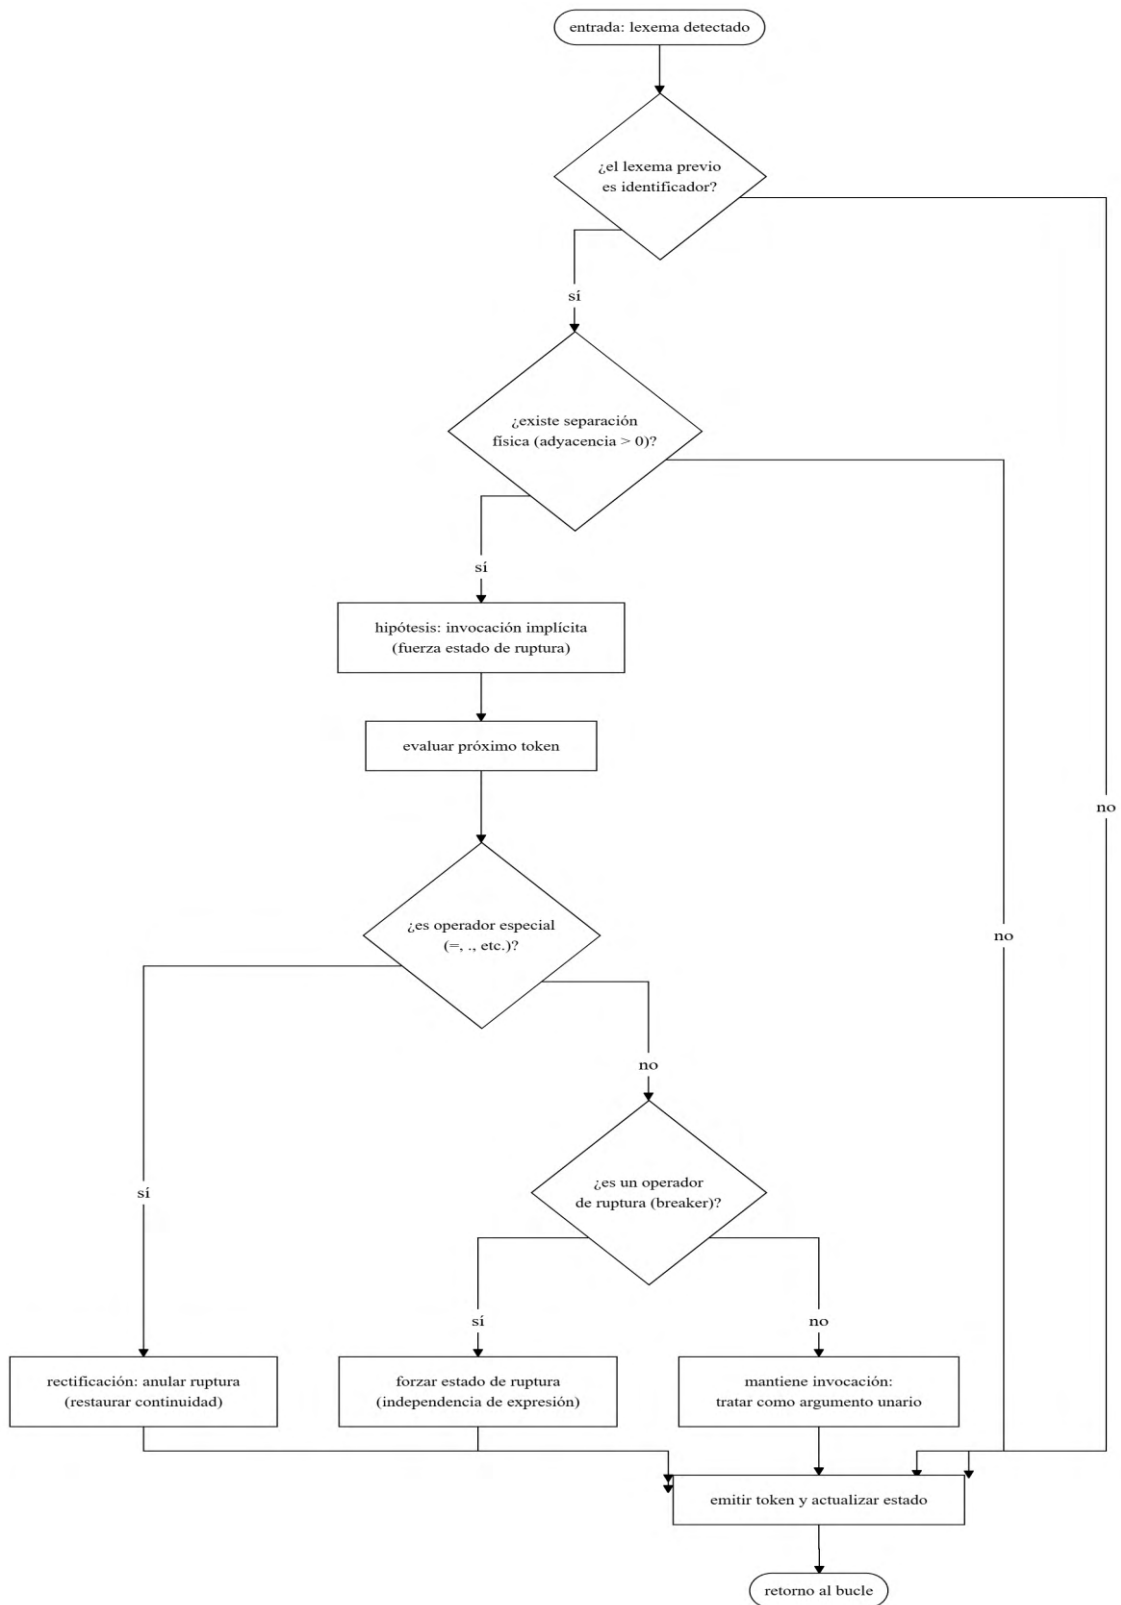 entrada: lexema detectado
¿el lexema previo
es identificador?
sí
¿existe separación
física (adyacencia > 0)?
sí
hipótesis: invocación implícita
(fuerza estado de ruptura)
evaluar próximo token
no
¿es operador especial
(=, ., etc.)?
no
no
¿es un operador
de ruptura (breaker)?
sí
sí
no
rectificación: anular ruptura
(restaurar continuidad)
forzar estado de ruptura
(independencia de expresión)
mantiene invocación:
tratar como argumento unario
emitir token y actualizar estado
retorno al bucle